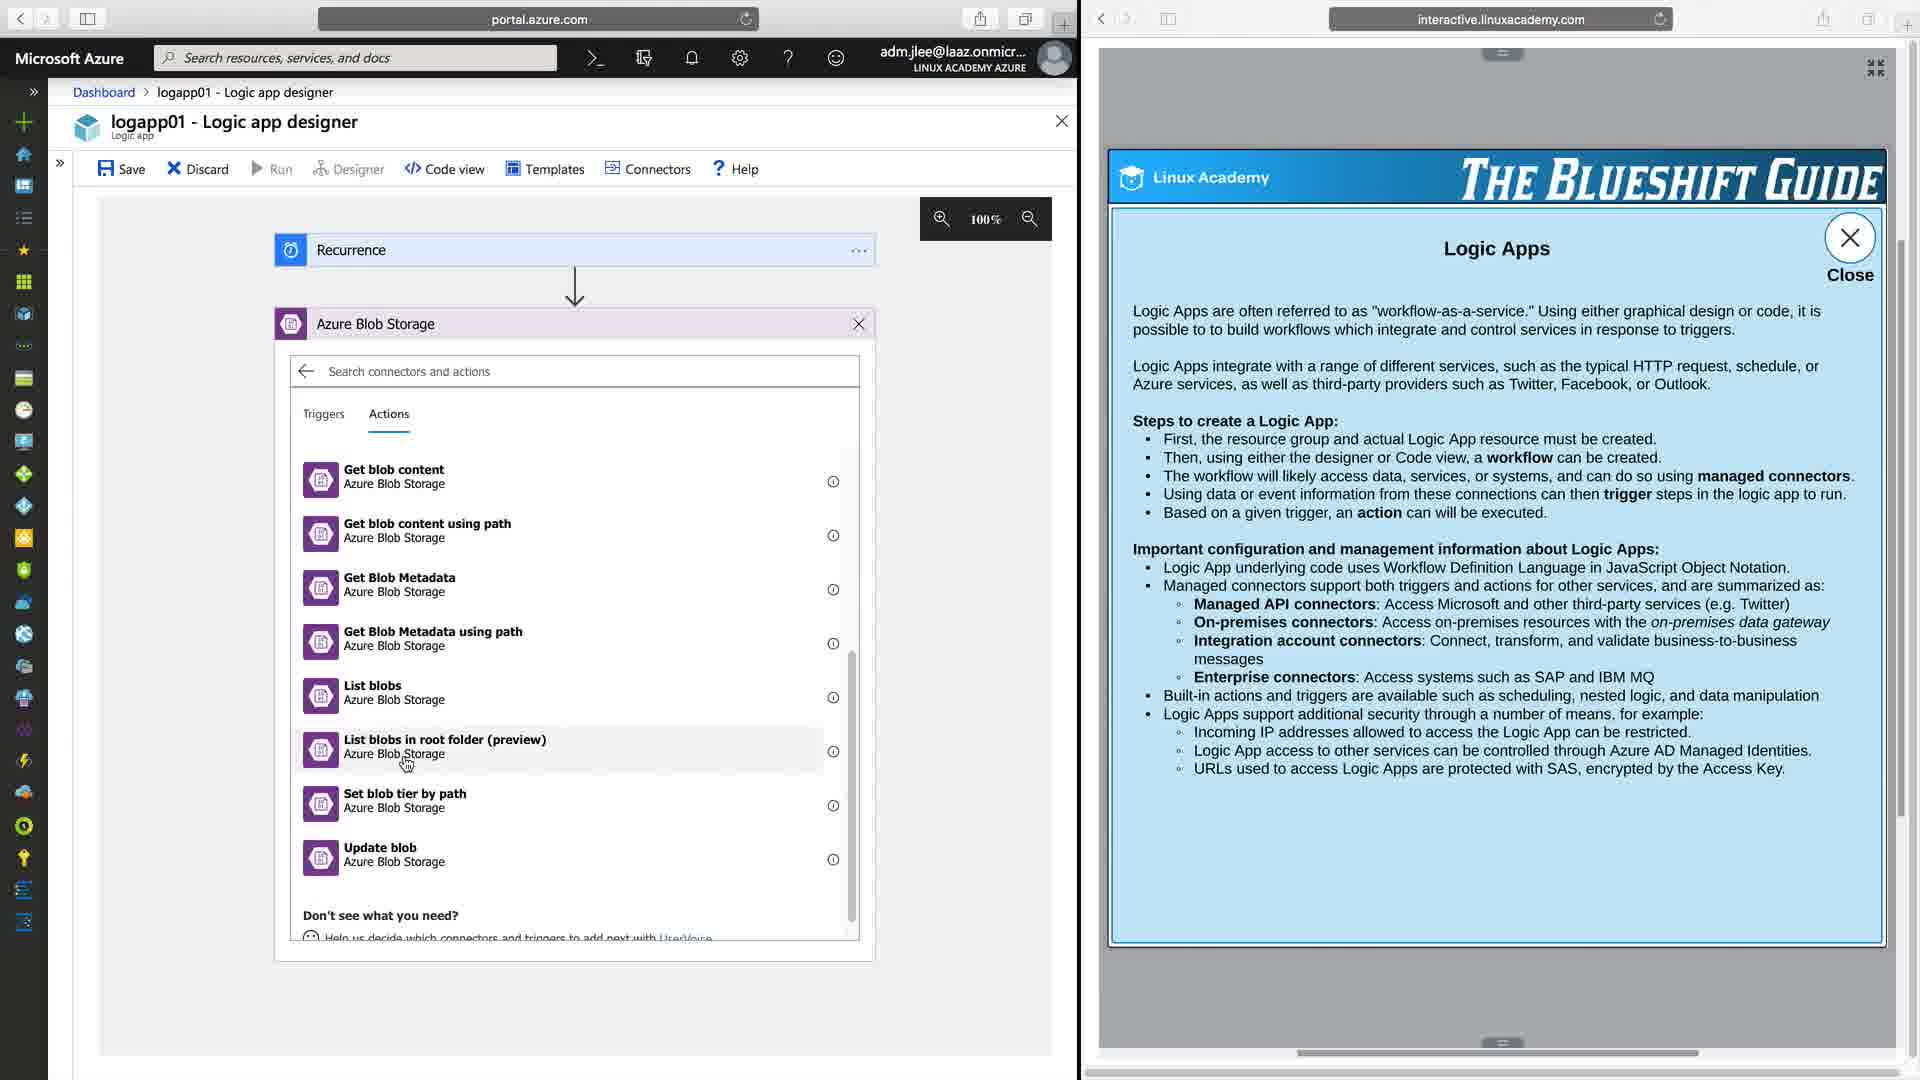 portal.azure.com
Microsoft Azure
Search resources, services, and docs
adm.jlee@laaz.onmicr...
LINUX ACADEMY AZURE
Dashboard > logapp01 - Logic app designer
logapp01 - Logic app designer
Logic app
Save
Discard
Run
Designer
Code view
Templates
Connectors
? Help
100%
Recurrence
Azure Blob Storage
Search connectors and actions
Triggers
Actions
Get blob content
Azure Blob Storage
Get blob content using path
Azure Blob Storage
Get Blob Metadata
Azure Blob Storage
Get Blob Metadata using path
Azure Blob Storage
List blobs
Azure Blob Storage
List blobs in root folder (preview)
Azure Blob Storage
Set blob tier by path
Azure Blob Storage
Update blob
Azure Blob Storage
Don't see what you need?
Help us decide which connectors and triggers to add next with UserVoice
interactive.linuxacademy.com
Linux Academy
THE BLUESHIFT GUIDE
Logic Apps
Close
Logic Apps are often referred to as "workflow-as-a-service." Using either graphical design or code, it is
possible to to build workflows which integrate and control services in response to triggers.
Logic Apps integrate with a range of different services, such as the typical HTTP request, schedule, or
Azure services, as well as third-party providers such as Twitter, Facebook, or Outlook.
Steps to create a Logic App:
• First, the resource group and actual Logic App resource must be created.
• Then, using either the designer or Code view, a workflow can be created.
• The workflow will likely access data, services, or systems, and can do so using managed connectors.
• Using data or event information from these connections can then trigger steps in the logic app to run.
• Based on a given trigger, an action can will be executed.
Important configuration and management information about Logic Apps:
• Logic App underlying code uses Workflow Definition Language in JavaScript Object Notation.
• Managed connectors support both triggers and actions for other services, and are summarized as:
◦ Managed API connectors: Access Microsoft and other third-party services (e.g. Twitter)
◦ On-premises connectors: Access on-premises resources with the on-premises data gateway
◦ Integration account connectors: Connect, transform, and validate business-to-business
messages
◦ Enterprise connectors: Access systems such as SAP and IBM MQ
• Built-in actions and triggers are available such as scheduling, nested logic, and data manipulation
• Logic Apps support additional security through a number of means, for example:
◦ Incoming IP addresses allowed to access the Logic App can be restricted.
◦ Logic App access to other services can be controlled through Azure AD Managed Identities.
◦ URLs used to access Logic Apps are protected with SAS, encrypted by the Access Key.